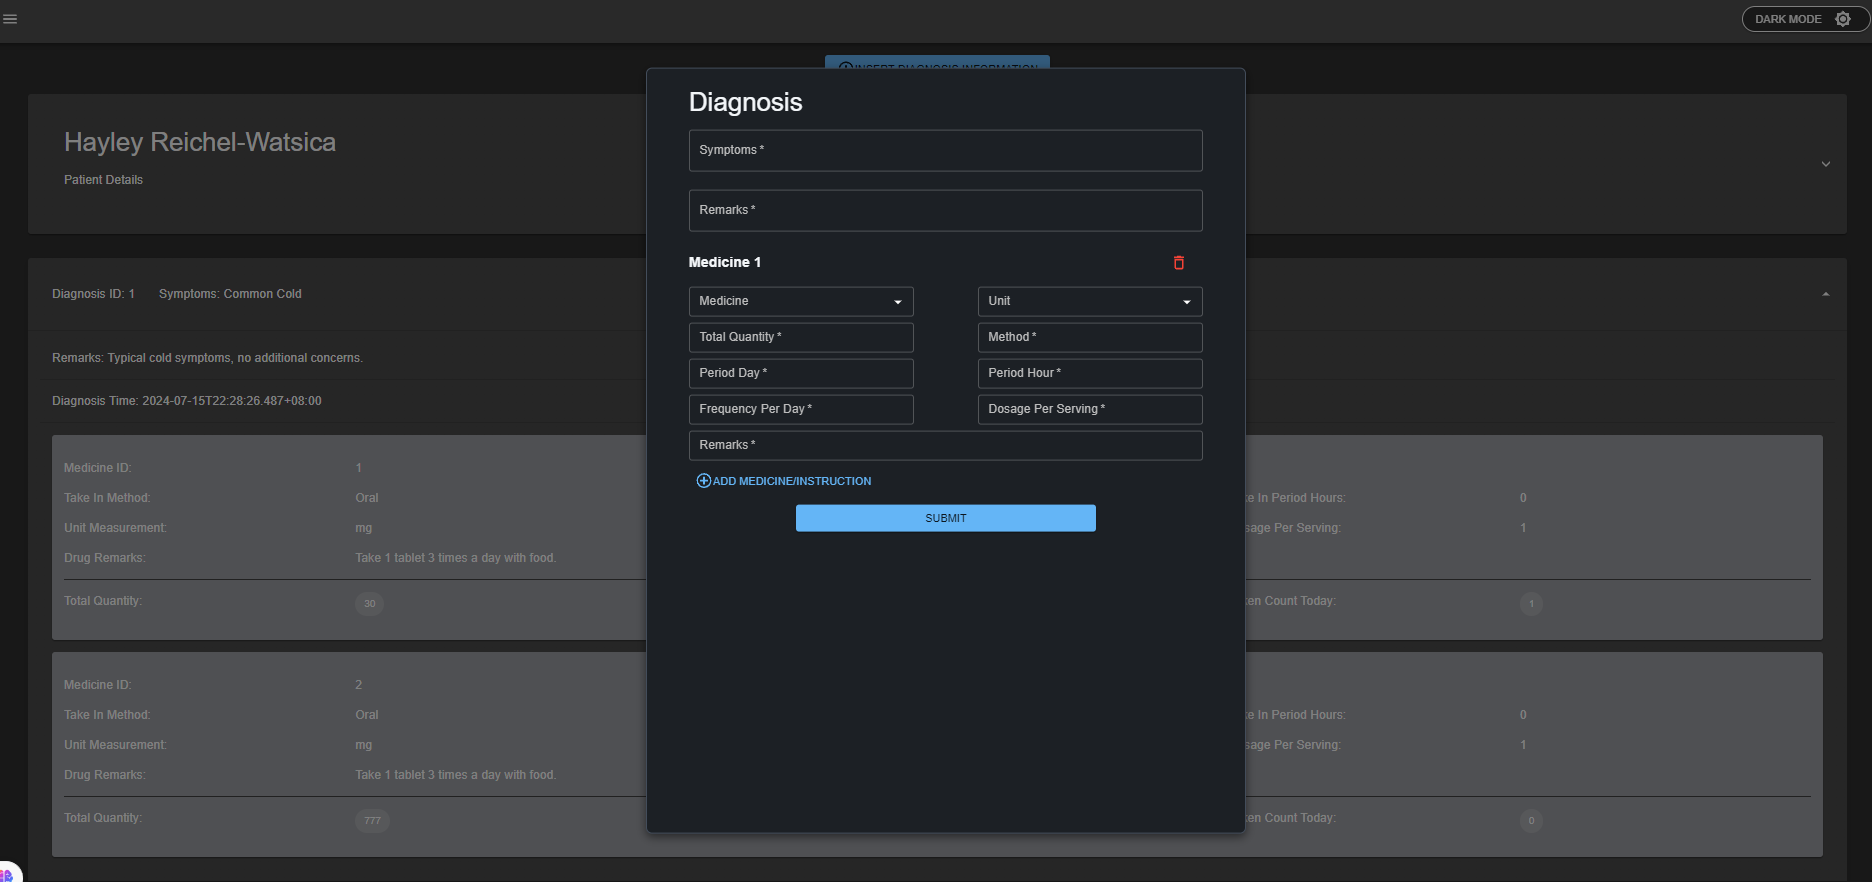 DARK MODE
INSERT DIAGNOSIS INFORMATION
Hayley Reichel-Watsica
Patient Details
Diagnosis ID: 1 Symptoms: Common Cold
Remarks: Typical cold symptoms, no additional concerns.
Diagnosis Time: 2024-07-15T22:28:26.487+08:00
Medicine ID: 1
Take In Method: Oral
Unit Measurement: mg
Drug Remarks: Take 1 tablet 3 times a day with food.
Total Quantity: 30
Medicine ID: 2
Take In Method: Oral
Unit Measurement: mg
Drug Remarks: Take 1 tablet 3 times a day with food.
Total Quantity: 777
Diagnosis
Symptoms *
Remarks *
Medicine 1
Medicine Unit
Total Quantity * Method *
Period Day * Period Hour *
Frequency Per Day * Dosage Per Serving *
Remarks *
ADD MEDICINE/INSTRUCTION
SUBMIT
In Period Hours: 0
Per Serving: 1
Count Today: 1
In Period Hours: 0
Per Serving: 1
Count Today: 0